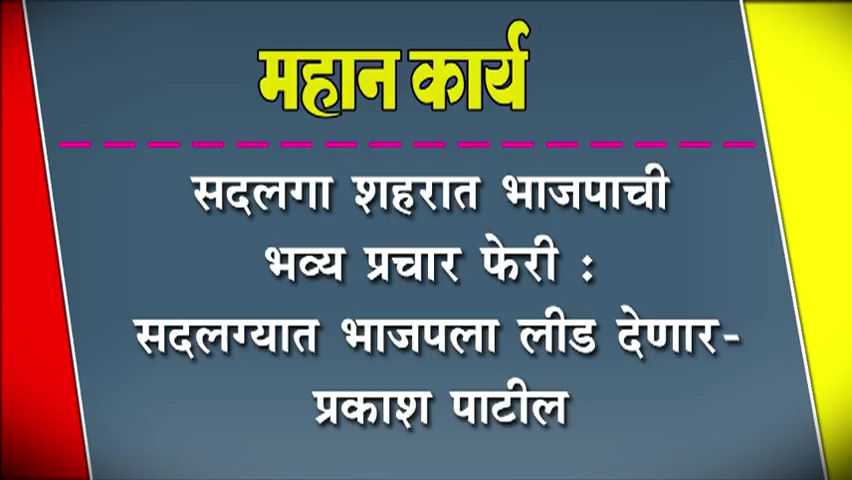 महान कार्य
सदलगा शहरात भाजपाची
भव्य प्रचार फेरी :
सदलग्यात भाजपला लीड देणार-
प्रकाश पाटील